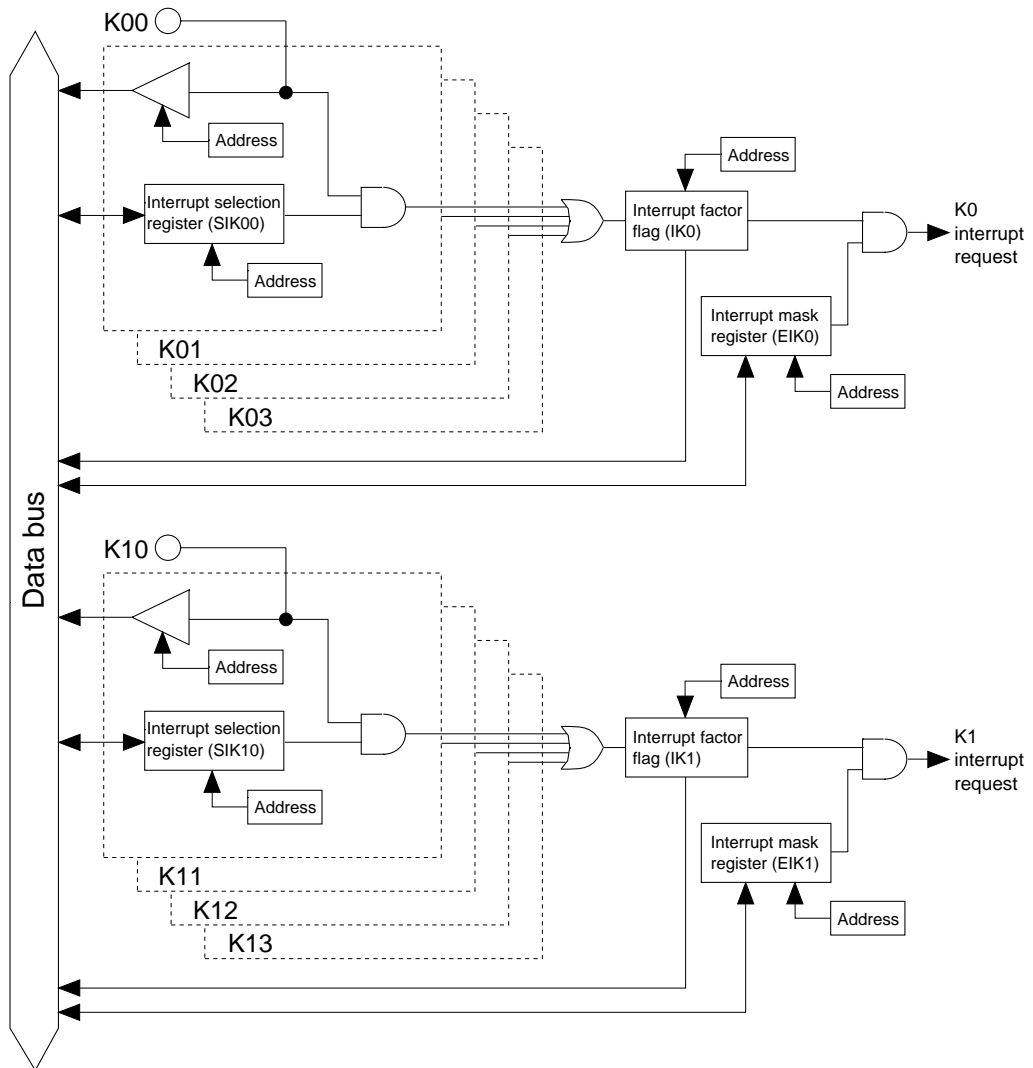 K00
Address
Address
Interrupt selection
register (SIK00)
Interrupt factor
flag (IK0)
K0
interrupt
request
Address
Interrupt mask
register (EIK0)
K01
K02
Address
K03
Data bus
K10
Address
Address
Interrupt selection
register (SIK10)
Interrupt factor
flag (IK1)
K1
interrupt
request
Address
Interrupt mask
register (EIK1)
K11
K12
Address
K13